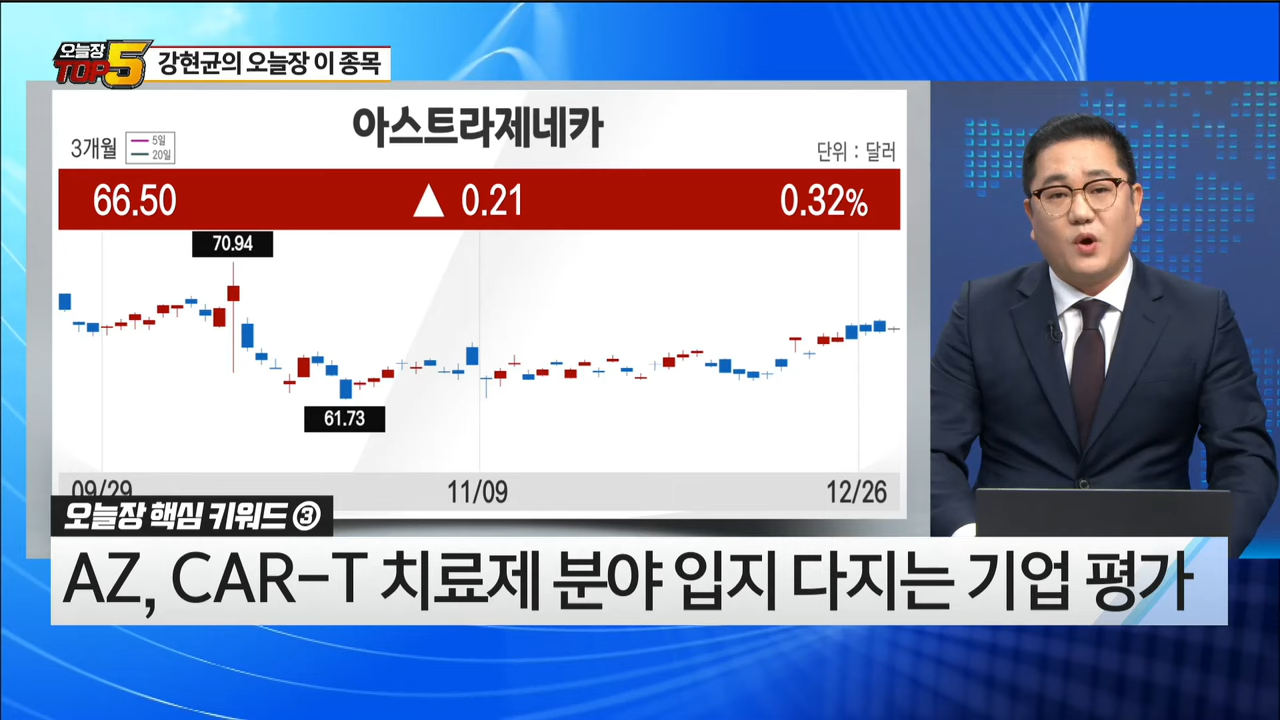 오늘장
TOP5
강현균의 오늘장 이 종목
아스트라제네카
3개월
5일
20일
단위 : 달러
66.50 ▲ 0.21 0.32%
70.94
61.73
09/29 11/09 12/26
오늘장 핵심 키워드③
AZ, CAR-T 치료제 분야 입지 다지는 기업 평가